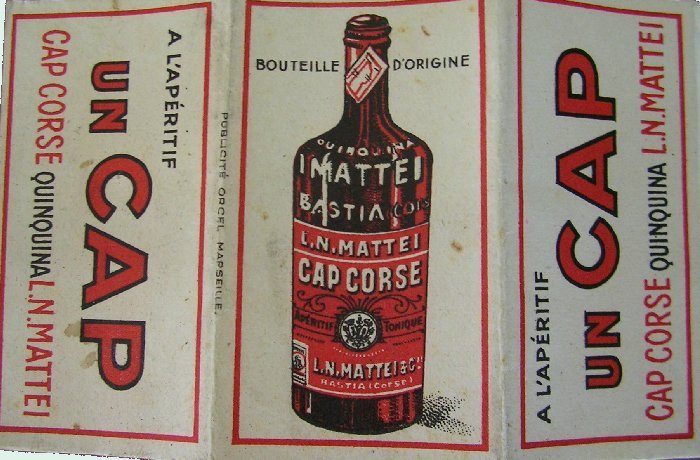 A L'APÉRITIF
UN CAP
CAP CORSE QUINQUINA L.N.MATTEI
PUBLICITÉ ORGEL MARSEILLE.
BOUTEILLE D'ORIGINE
QUINQUINA
MATTEI
BASTIA (CORSE
L.N.MATTEI
CAP CORSE
APÉRITIF TONIQUE
L.N.MATTEI & Cie
BASTIA (CORSE)
A L'APÉRITIF
UN CAP
CAP CORSE QUINQUINA L.N.MATTEI